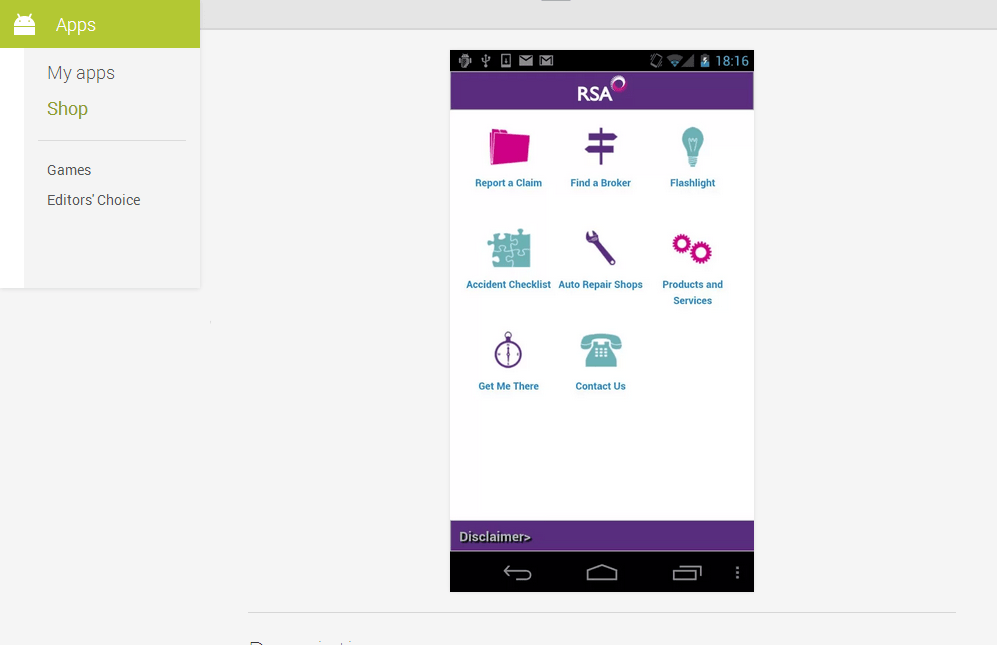 Apps
My apps
Shop
Games
Editors' Choice
18:16
RSA
Report a Claim
Find a Broker
Flashlight
Accident Checklist
Auto Repair Shops
Products and
Services
Get Me There
Contact Us
Disclaimer>